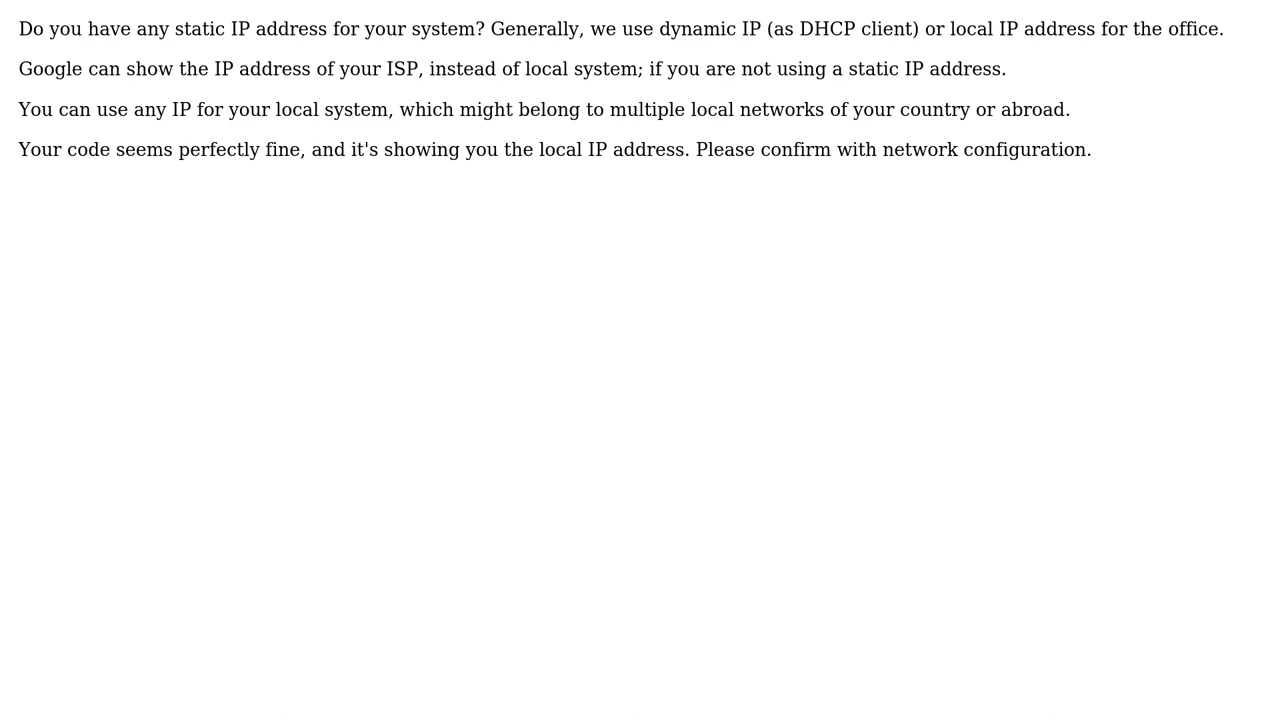 Do you have any static IP address for your system? Generally, we use dynamic IP (as DHCP client) or local IP address for the office.
Google can show the IP address of your ISP, instead of local system; if you are not using a static IP address.
You can use any IP for your local system, which might belong to multiple local networks of your country or abroad.
Your code seems perfectly fine, and it's showing you the local IP address. Please confirm with network configuration.